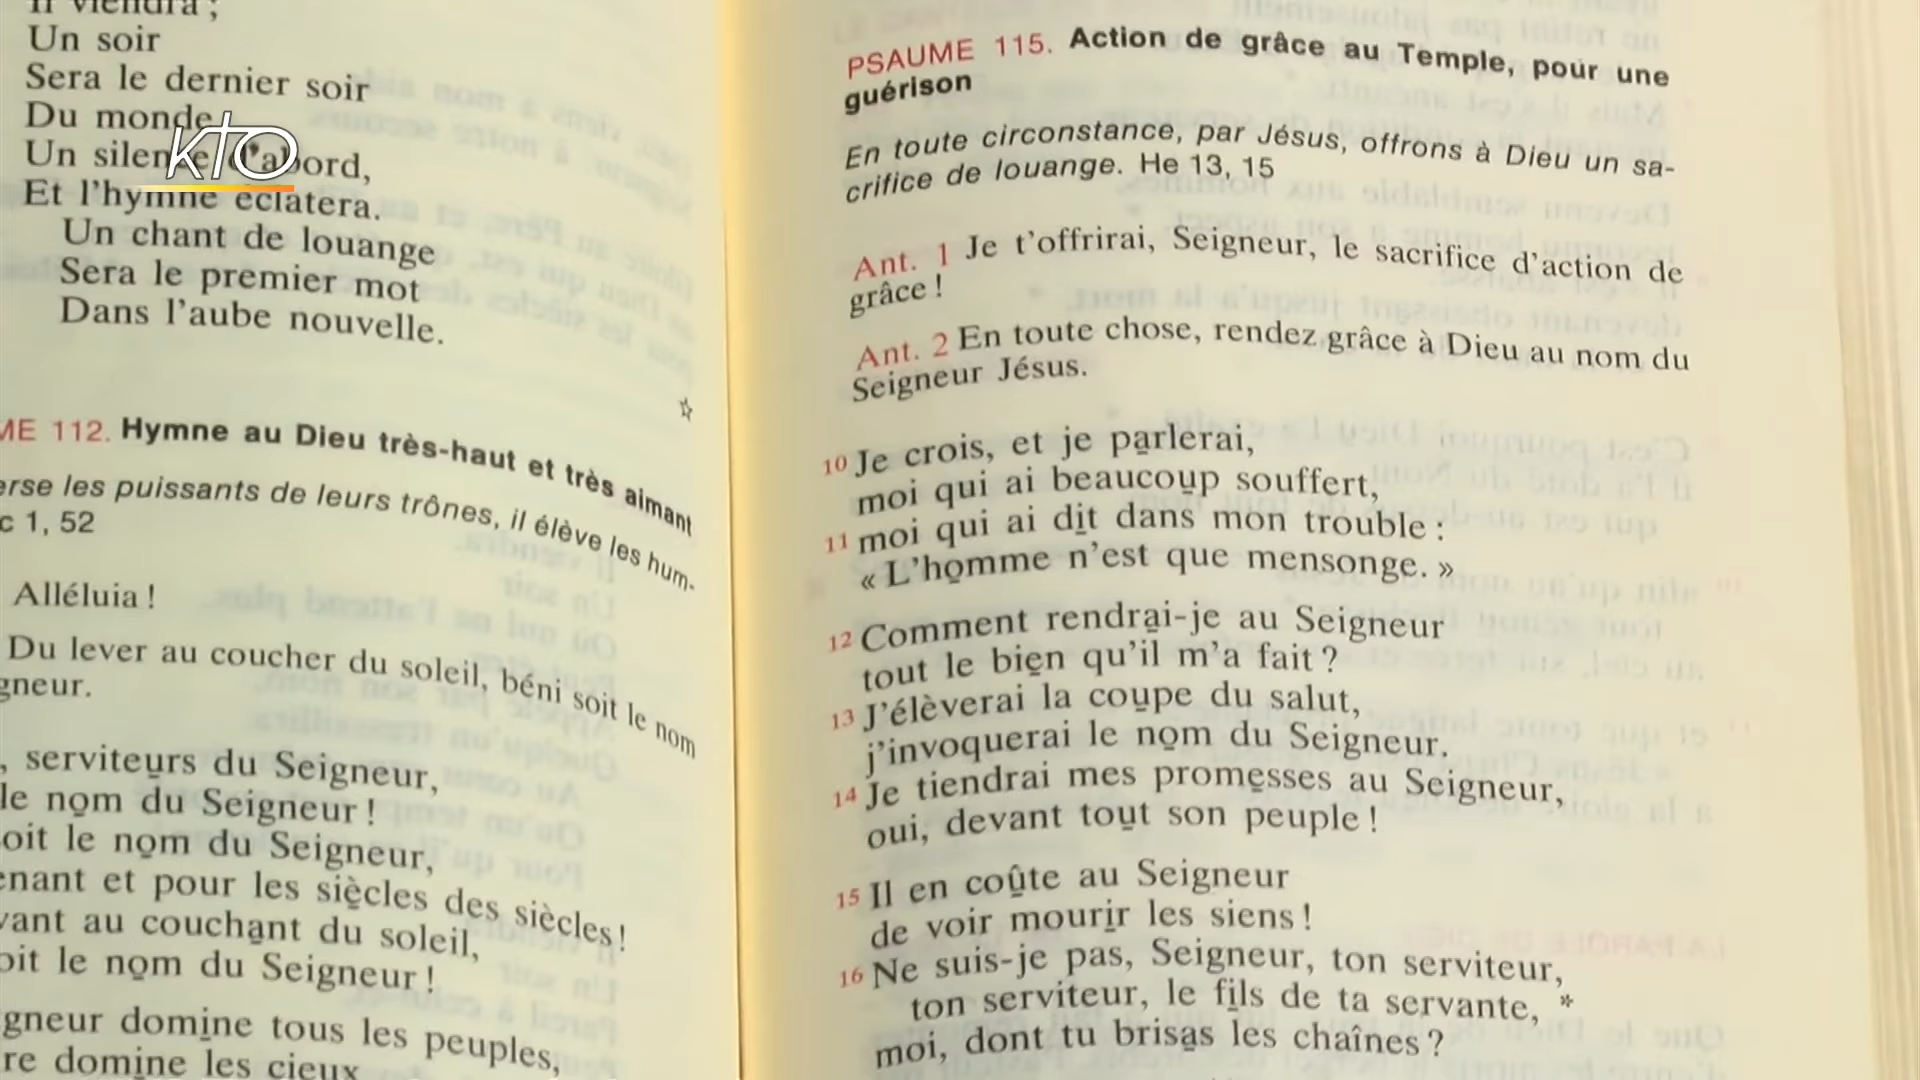 Il viendra ;
Un soir
Sera le dernier soir
Du monde.
Un silence d'abord,
Et l'hymne éclatera.
Un chant de louange
Sera le premier mot
Dans l'aube nouvelle.
112. Hymne au Dieu très-haut et très aimant
les puissants de leurs trônes, il élève les hum-
1, 52
Alléluia !
Du lever au coucher du soleil, béni soit le nom
serviteurs du Seigneur,
le nom du Seigneur !
le nom du Seigneur,
et pour les siècles des siècles !
au couchant du soleil,
le nom du Seigneur !
domine tous les peuples,
domine les cieux
kto
PSAUME 115. Action de grâce au Temple, pour une
guérison
En toute circonstance, par Jésus, offrons à Dieu un sa-
crifice de louange. He 13, 15
Ant. 1 Je t'offrirai, Seigneur, le sacrifice d'action de
grâce !
Ant. 2 En toute chose, rendez grâce à Dieu au nom du
Seigneur Jésus.
10 Je crois, et je parlerai,
moi qui ai beaucoup souffert,
11 moi qui ai dit dans mon trouble :
« L'homme n'est que mensonge. »
12 Comment rendrai-je au Seigneur
tout le bien qu'il m'a fait ?
13 J'élèverai la coupe du salut,
j'invoquerai le nom du Seigneur.
14 Je tiendrai mes promesses au Seigneur,
oui, devant tout son peuple !
15 Il en coûte au Seigneur
de voir mourir les siens !
16 Ne suis-je pas, Seigneur, ton serviteur,
ton serviteur, le fils de ta servante, *
moi, dont tu brisas les chaînes ?